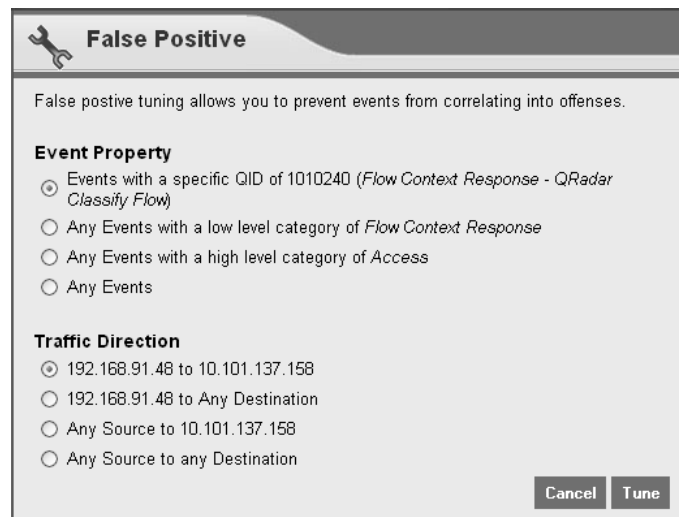 False Positive
False postive tuning allows you to prevent events from correlating into offenses.
Event Property
Events with a specific QID of 1010240 (Flow Context Response - QRadar
Classify Flow)
Any Events with a low level category of Flow Context Response
Any Events with a high level category of Access
Any Events
Traffic Direction
192.168.91.48 to 10.101.137.158
192.168.91.48 to Any Destination
Any Source to 10.101.137.158
Any Source to any Destination
Cancel Tune